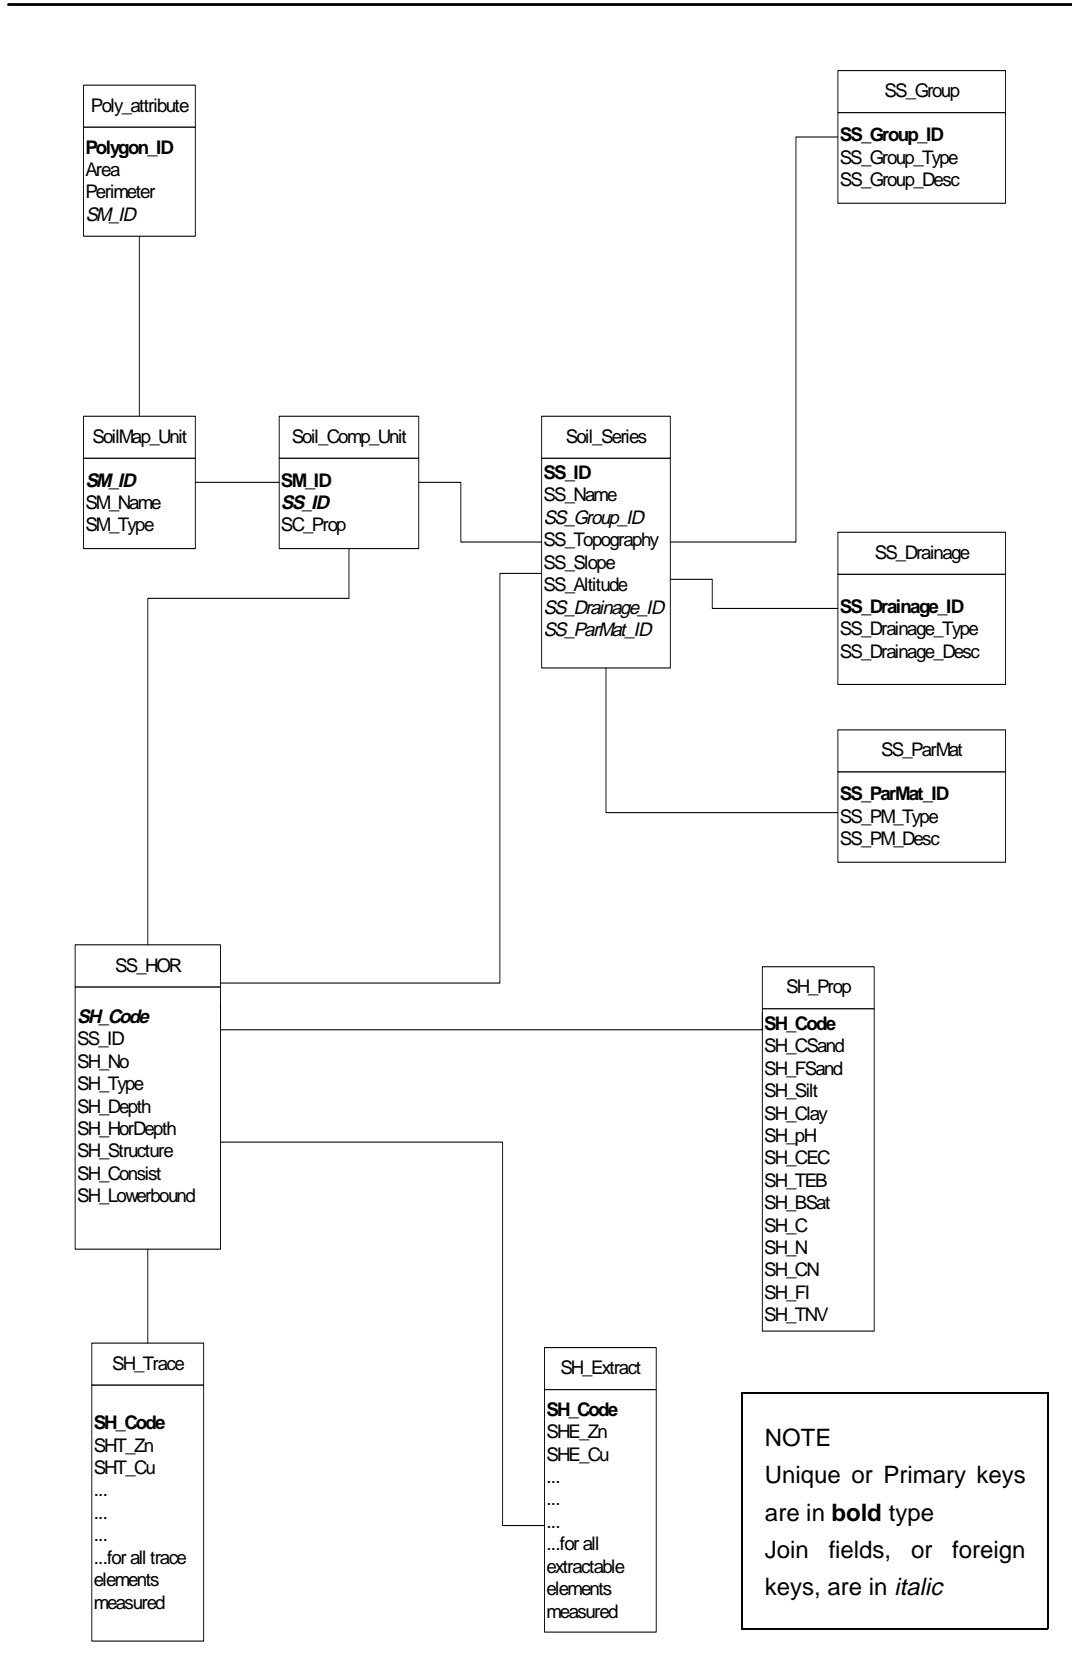 Poly_attribute
Polygon_ID
Area
Perimeter
SM_ID
SS_Group
SS_Group_ID
SS_Group_Type
SS_Group_Desc
SoilMap_Unit
SM_ID
SM_Name
SM_Type
Soil_Comp_Unit
SM_ID
SS_ID
SC_Prop
Soil_Series
SS_ID
SS_Name
SS_Group_ID
SS_Topography
SS_Slope
SS_Altitude
SS_Drainage_ID
SS_ParMat_ID
SS_Drainage
SS_Drainage_ID
SS_Drainage_Type
SS_Drainage_Desc
SS_ParMat
SS_ParMat_ID
SS_PM_Type
SS_PM_Desc
SS_HOR
SH_Code
SS_ID
SH_No
SH_Type
SH_Depth
SH_HorDepth
SH_Structure
SH_Consist
SH_Lowerbound
SH_Prop
SH_Code
SH_CSand
SH_FSand
SH_Silt
SH_Clay
SH_pH
SH_CEC
SH_TEB
SH_BSat
SH_C
SH_N
SH_CN
SH_FI
SH_TNV
SH_Trace
SH_Code
SHT_Zn
SHT_Cu
...
...
...
...for all trace
elements
measured
SH_Extract
SH_Code
SHE_Zn
SHE_Cu
...
...
...
...for all
extractable
elements
measured
NOTE
Unique or Primary keys
are in bold type
Join fields, or foreign
keys, are in italic